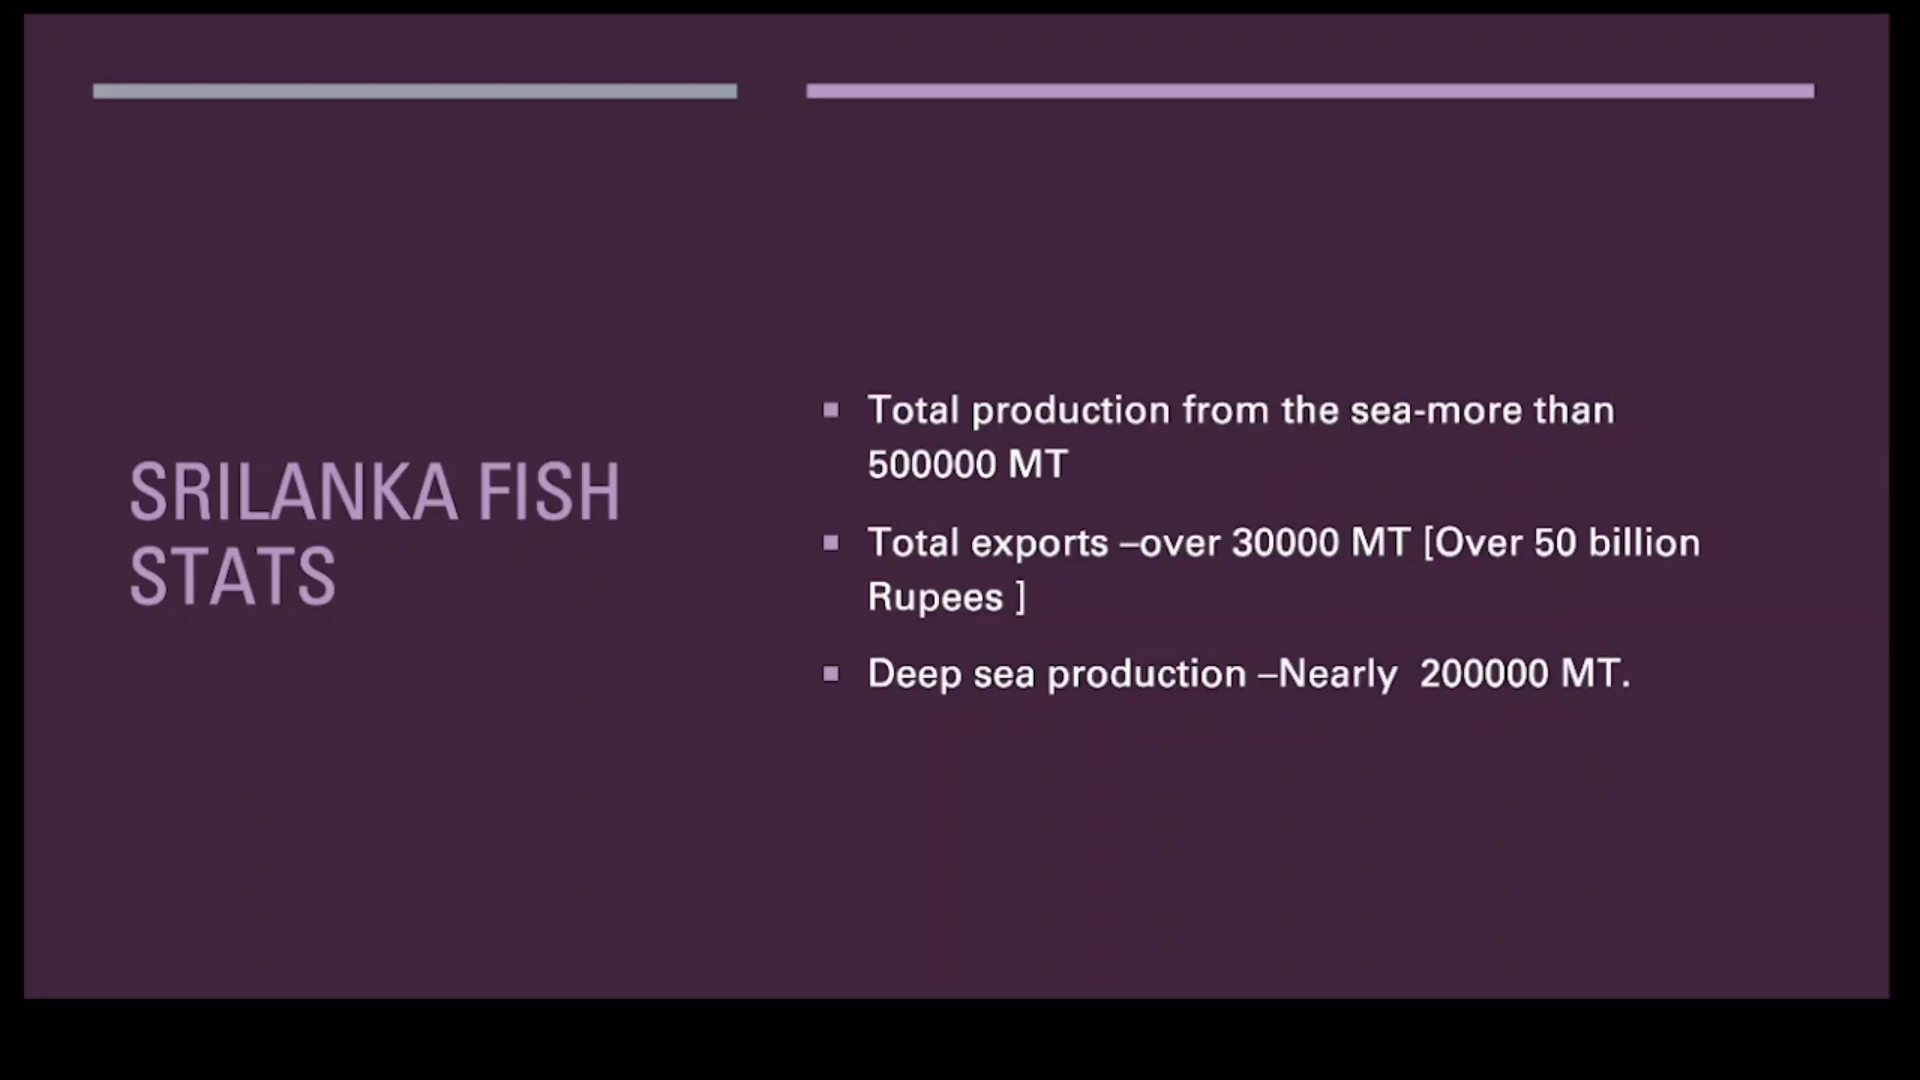 SRILANKA FISH
STATS
Total production from the sea-more than
500000 MT
Total exports –over 30000 MT [Over 50 billion
Rupees ]
Deep sea production –Nearly  200000 MT.